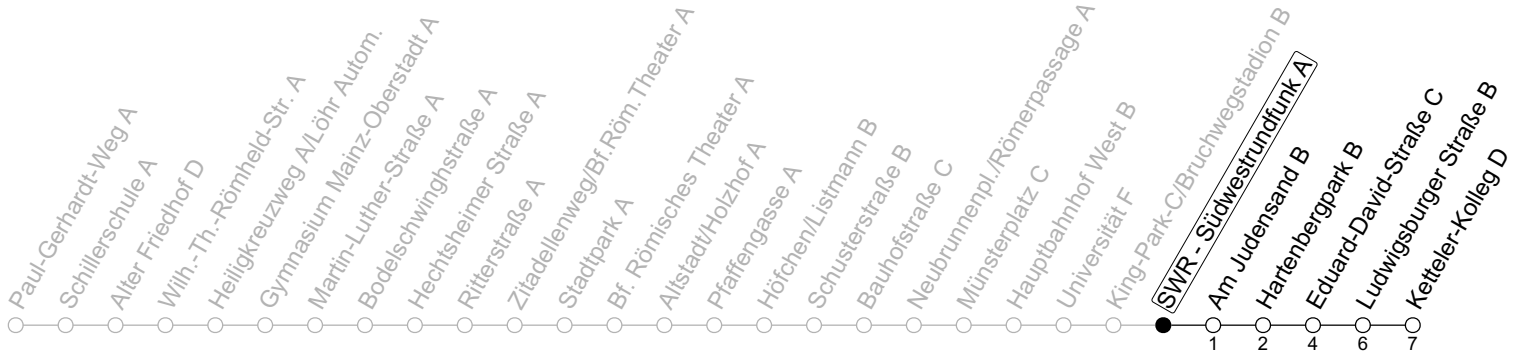 Paul-Gerhardt-Weg A
Schillerschule A
Alter Friedhof D
Wilh.-Th.-Römheld-Str. A
Heiligkreuzweg A/Löhr Autom.
Gymnasium Mainz-Oberstadt A
Martin-Luther-Straße A
Bodelschwinghstraße A
Hechtsheimer Straße A
Ritterstraße A
Zitadellenweg/Bf.Röm.Theater A
Stadtpark A
Bf. Römisches Theater A
Altstadt/Holzhof A
Pfaffengasse A
Höfchen/Listmann B
Schusterstraße B
Bauhofstraße C
Neubrunnenpl./Römerpassage A
Münsterplatz C
Hauptbahnhof West B
Universität F
King-Park-C/Bruchwegstadion B
SWR - Südwestrundfunk A
Am Judensand B
Hartenbergpark B
Eduard-David-Straße C
Ludwigsburger Straße B
Ketteler-Kolleg D
1 2 4 6 7